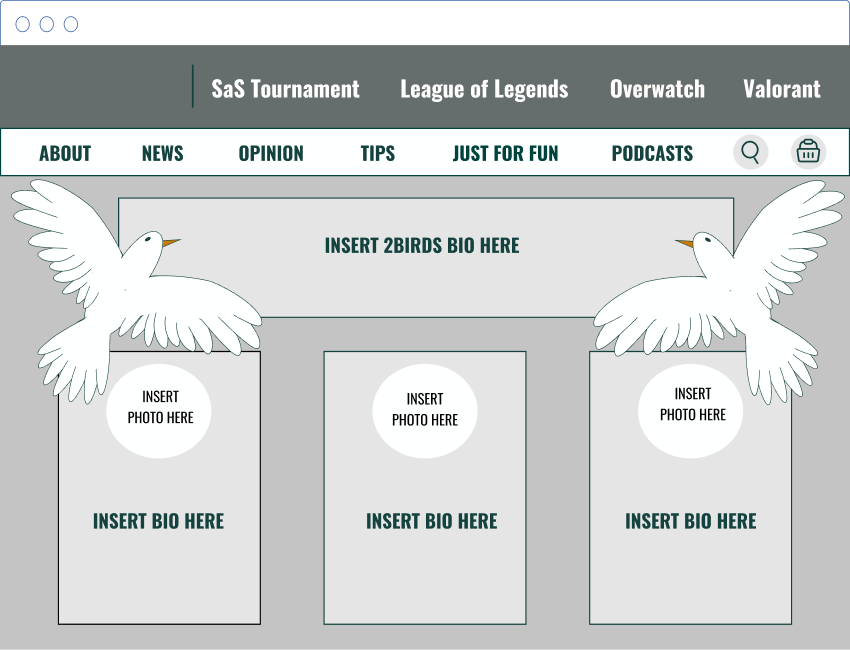 SaS Tournament League of Legends Overwatch Valorant
ABOUT NEWS OPINION TIPS JUST FOR FUN PODCASTS
INSERT 2BIRDS BIO HERE
INSERT
PHOTO HERE
INSERT
PHOTO HERE
INSERT
PHOTO HERE
INSERT BIO HERE
INSERT BIO HERE
INSERT BIO HERE